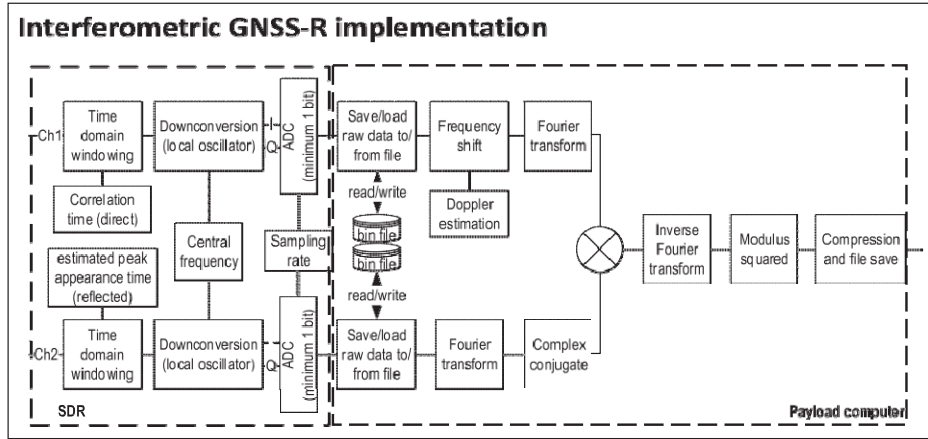 Interferometric GNSS-R implementation
Ch1
Time
domain
windowing
Downconversion
(local oscillator)
I
Q
ADC
(minimum 1 bit)
Save/load
raw data to/
from file
Frequency
shift
Fourier
transform
Correlation
time (direct)
Central
frequency
Sampling
rate
read/write
bin file
bin file
read/write
Doppler
estimation
Inverse
Fourier
transform
Modulus
squared
Compression
and file save
estimated peak
appearance time
(reflected)
Ch2
Time
domain
windowing
Downconversion
(local oscillator)
I
Q
ADC
(minimum 1 bit)
Save/load
raw data to/
from file
Fourier
transform
Complex
conjugate
SDR
Payload computer